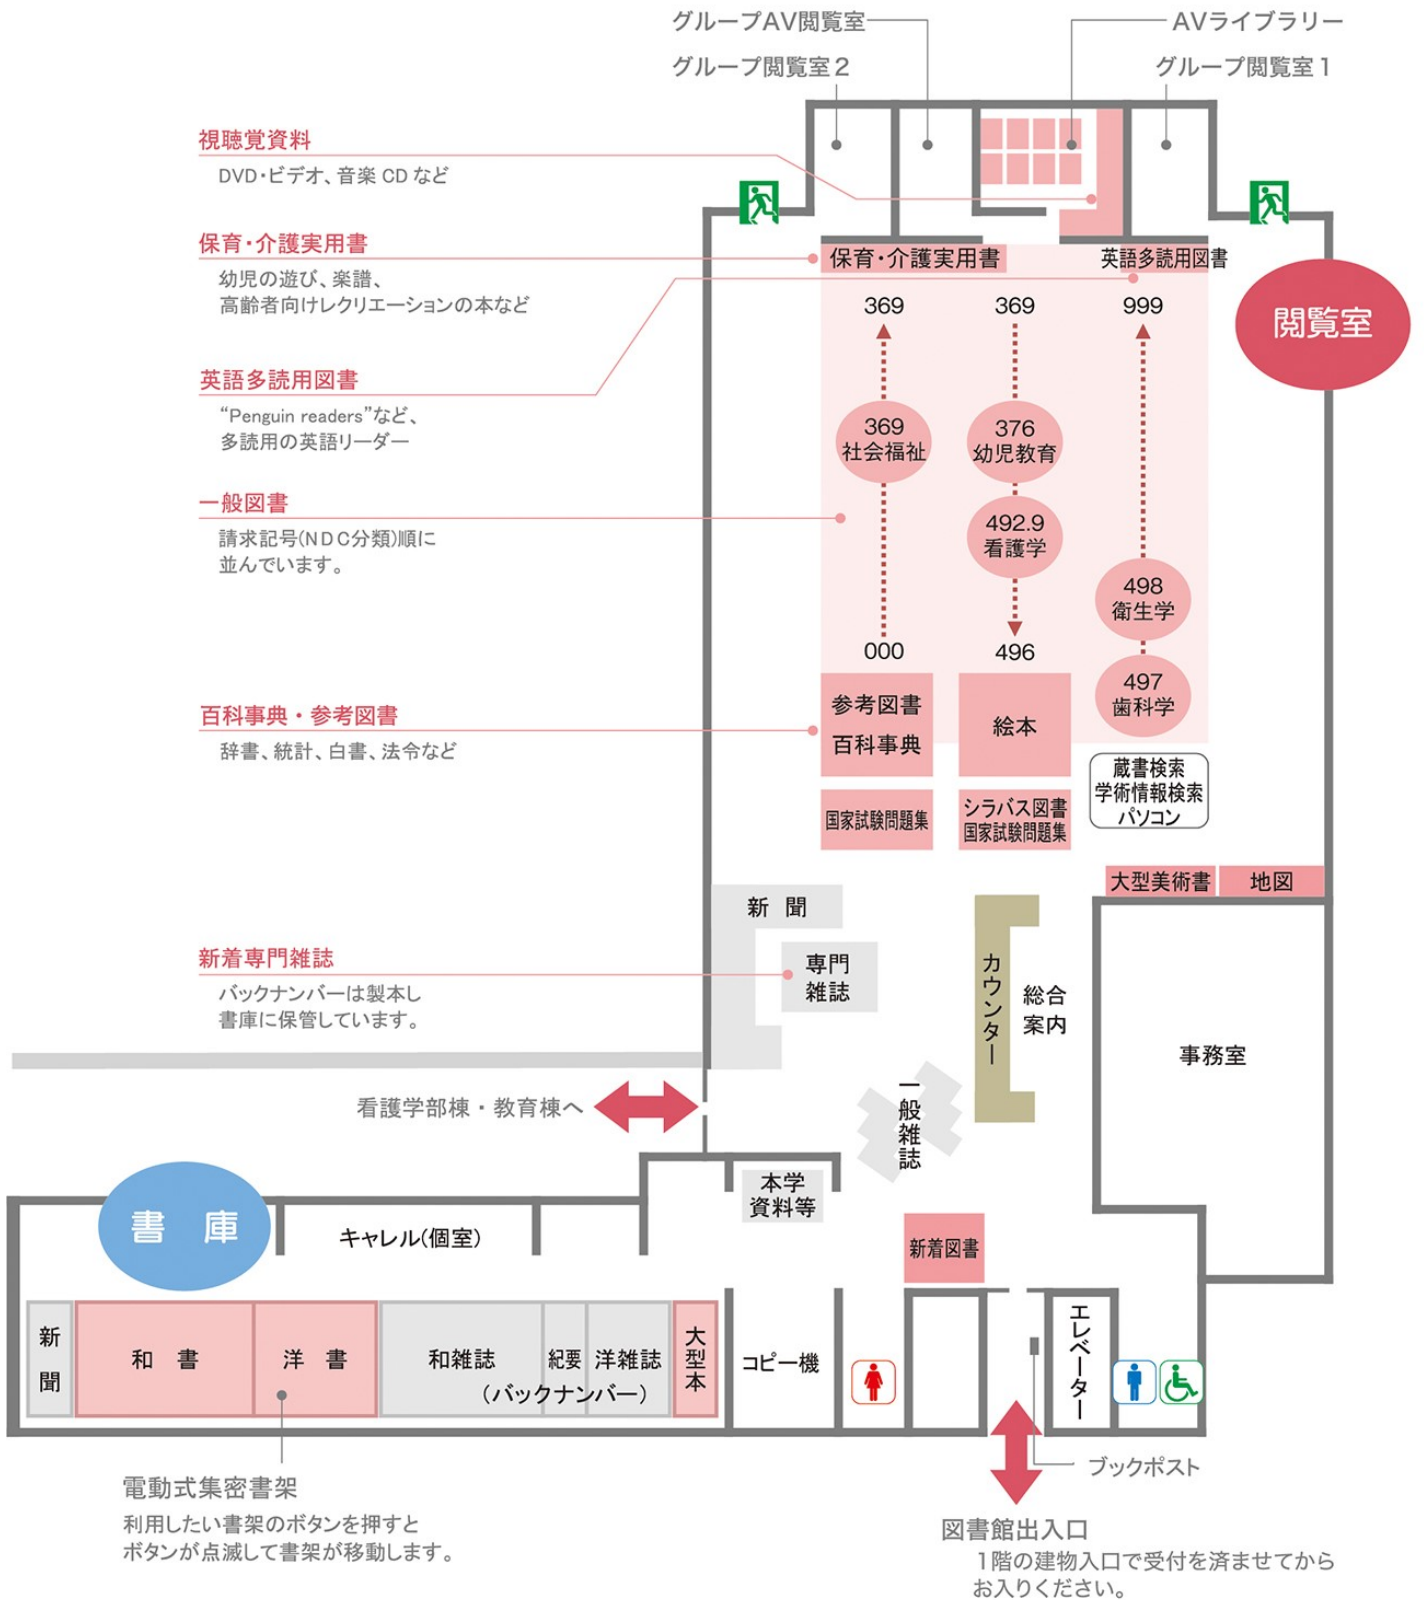 グループAV閲覧室
AVライブラリー
グループ閲覧室2
グループ閲覧室1
視聴覚資料
DVD・ビデオ、音楽 CD など
保育・介護実用書
幼児の遊び、楽譜、
高齢者向けレクリエーションの本など
英語多読用図書
“Penguin readers”など、
多読用の英語リーダー
一般図書
請求記号(NDC分類)順に
並んでいます。
百科事典・参考図書
辞書、統計、白書、法令など
新着専門雑誌
バックナンバーは製本し
書庫に保管しています。
保育・介護実用書
英語多読用図書
閲覧室
369
369
999
369
社会福祉
376
幼児教育
492.9
看護学
498
衛生学
000
496
497
歯科学
参考図書
百科事典
絵本
蔵書検索
学術情報検索
パソコン
国家試験問題集
シラバス図書
国家試験問題集
大型美術書
地図
新 聞
専門
雑誌
カウンター
総合
案内
事務室
一般雑誌
看護学部棟・教育棟へ
本学
資料等
書 庫
キャレル(個室)
新着図書
新聞
和 書
洋 書
和雑誌
紀要
洋雑誌
(バックナンバー)
大型本
コピー機
エレベーター
ブックポスト
電動式集密書架
利用したい書架のボタンを押すと
ボタンが点滅して書架が移動します。
図書館出入口
1階の建物入口で受付を済ませてから
お入りください。